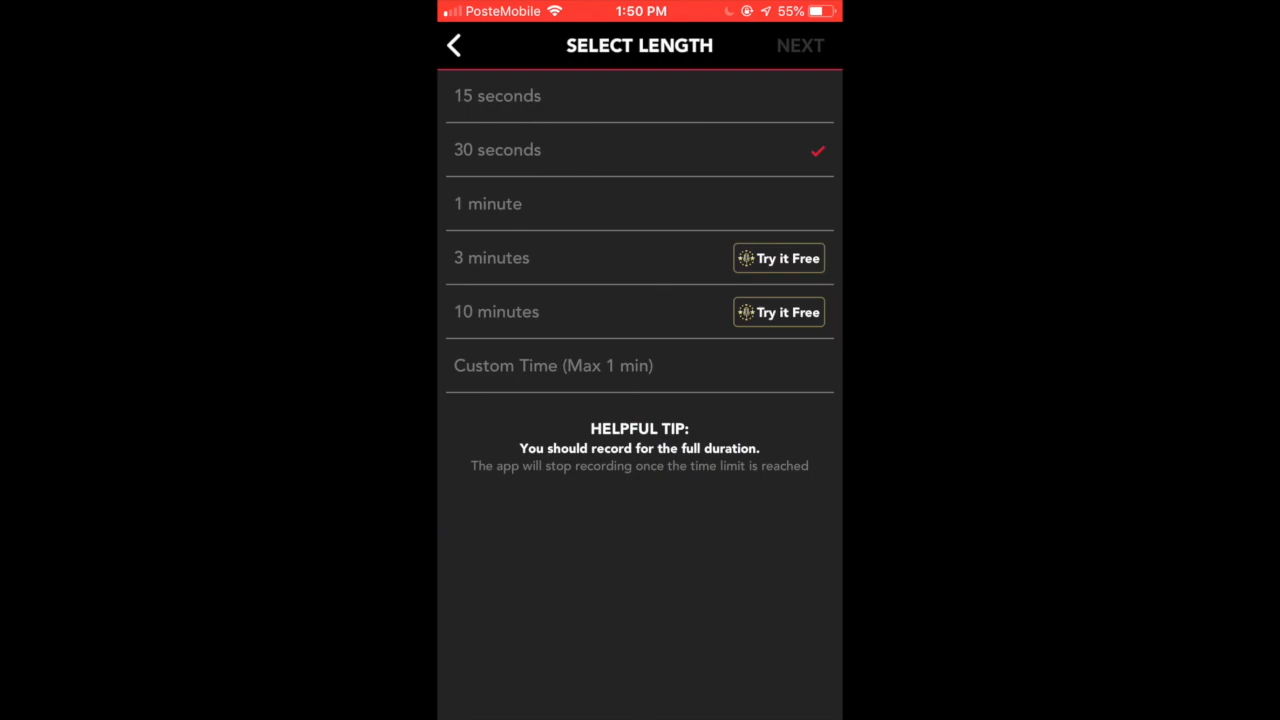 PosteMobile 1:50 PM 55%
SELECT LENGTH NEXT
15 seconds
30 seconds
1 minute
3 minutes Try it Free
10 minutes Try it Free
Custom Time (Max 1 min)
HELPFUL TIP:
You should record for the full duration.
The app will stop recording once the time limit is reached